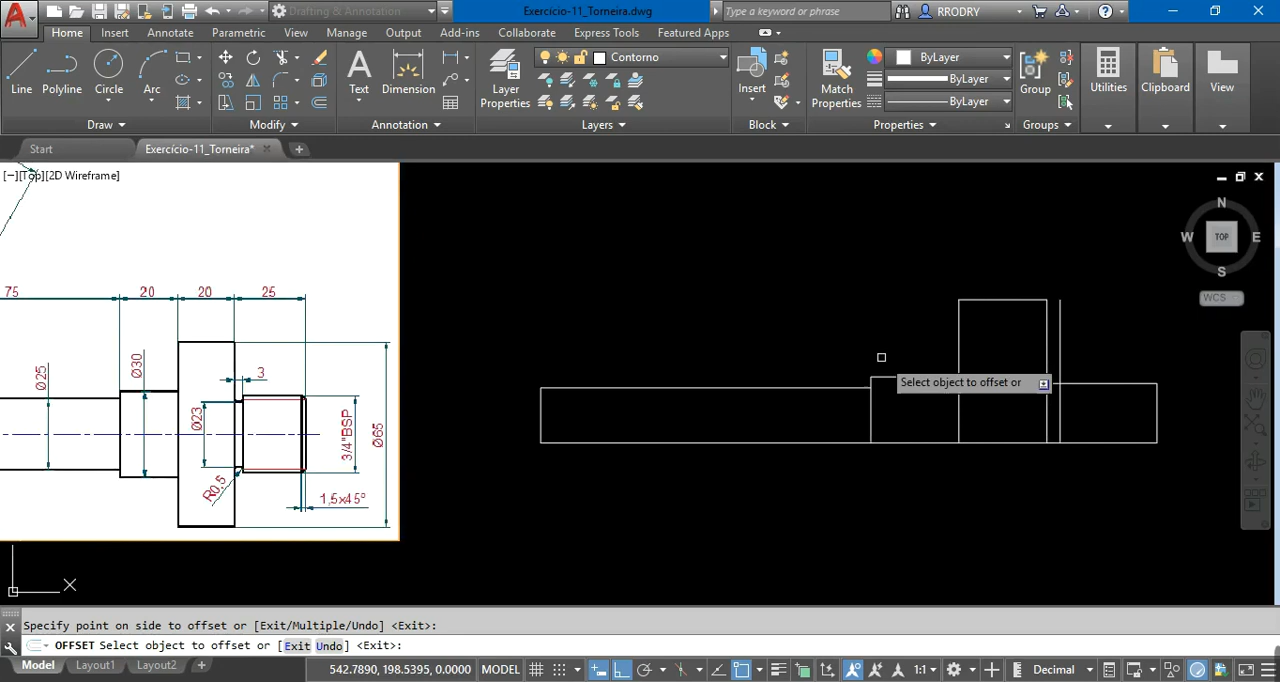 Drafting & Annotation
Exercício-11_Torneira.dwg
Type a keyword or phrase
RRODRY
Home Insert Annotate Parametric View Manage Output Add-ins Collaborate Express Tools Featured Apps
Line Polyline Circle Arc
Text Dimension
Layer Properties
Contorno
Insert
Match Properties
ByLayer
ByLayer
ByLayer
Group
Utilities
Clipboard
View
Draw Modify Annotation Layers Block Properties Groups
Start Exercício-11_Torneira*
[−][Top][2D Wireframe]
N
W TOP E
S
WCS
75 20 20 25
Ø25
Ø30
3
Ø23
3/4"BSP
Ø65
R0.5
1,5x45°
Select object to offset or
X
Specify point on side to offset or [Exit/Multiple/Undo] <Exit>:
OFFSET Select object to offset or [Exit Undo] <Exit>:
Model Layout1 Layout2
542.7890, 198.5395, 0.0000 MODEL 1:1 Decimal